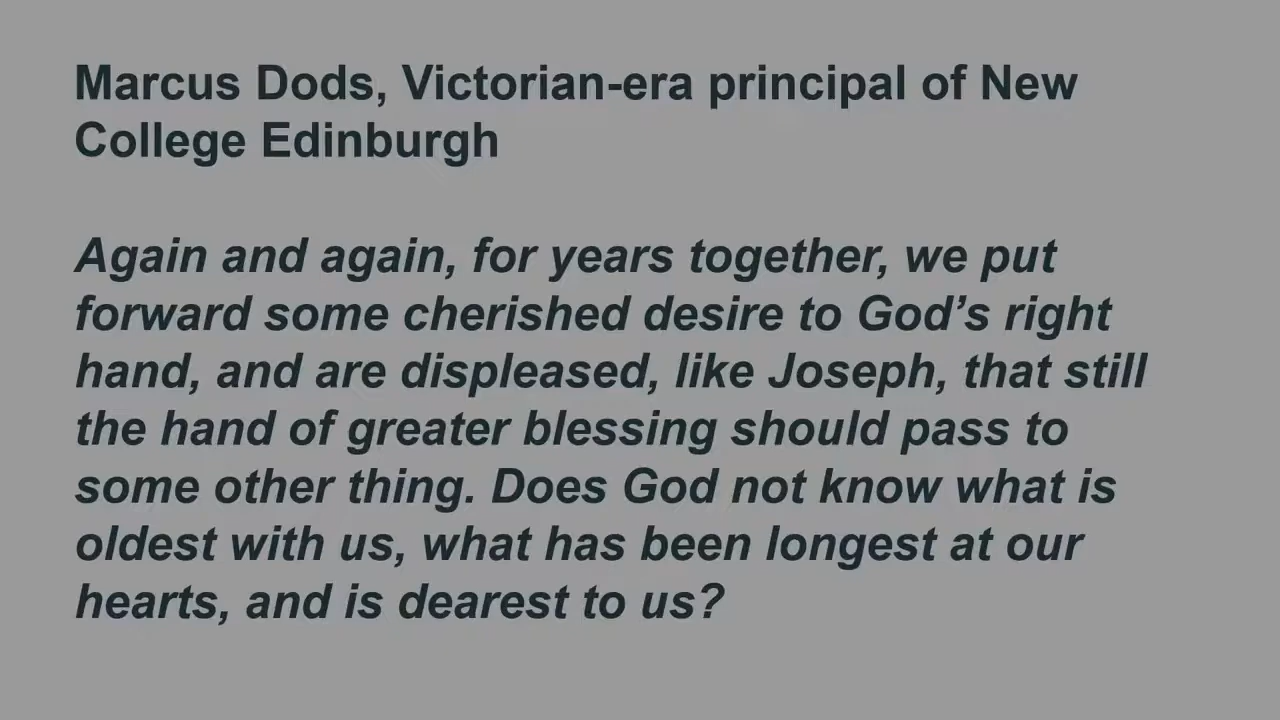 Marcus Dods, Victorian-era principal of New
College Edinburgh
Again and again, for years together, we put
forward some cherished desire to God’s right
hand, and are displeased, like Joseph, that still
the hand of greater blessing should pass to
some other thing. Does God not know what is
oldest with us, what has been longest at our
hearts, and is dearest to us?